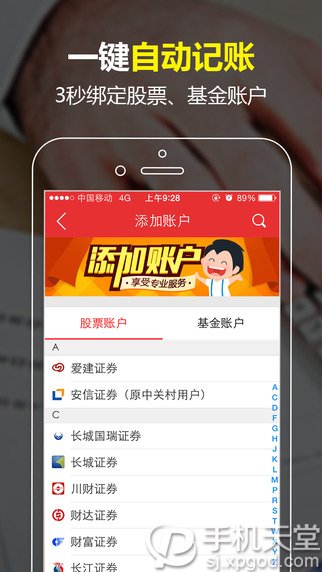 一键自动记账
3秒绑定股票、基金账户
中国移动 4G 上午9:28 89%
添加账户
添加账户
享受专业服务
股票账户 基金账户
A
爱建证券
安信证券（原中关村用户）
C
长城国瑞证券
长城证券
川财证券
财达证券
财富证券
长江证券
A
C
D
F
G
H
J
K
L
M
N
P
Q
R
S
T
W
X
Y
Z
手机天堂
sj.xpgod.com